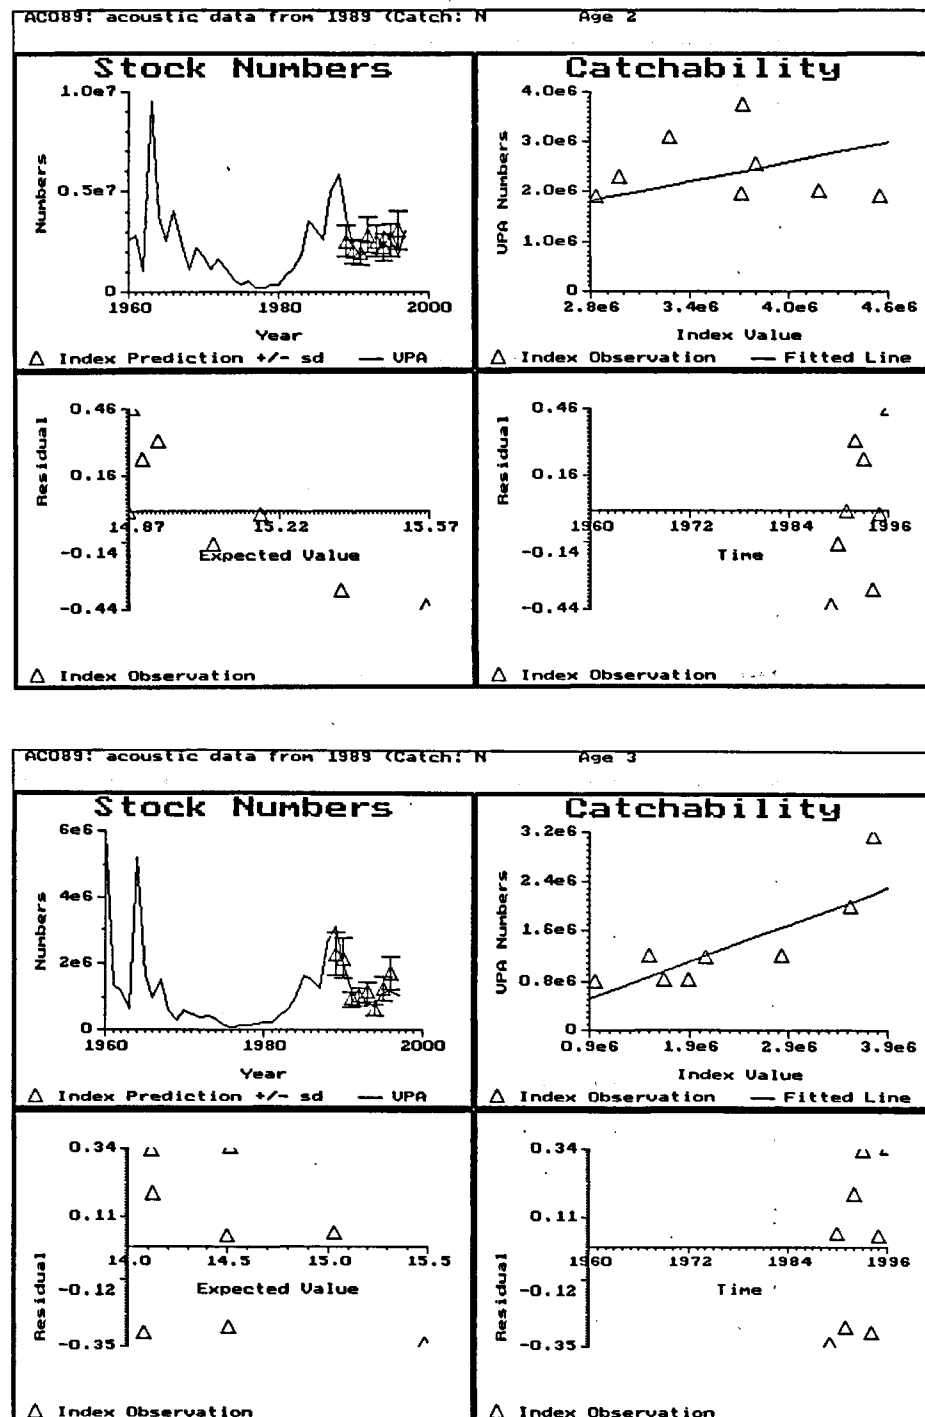 ACO89: acoustic data from 1989 (Catch: N Age 2
Stock Numbers
1.0e7
0.5e7
0
Numbers
1960 1980 2000
Year
△ Index Prediction +/- sd — VPA
Catchability
4.0e6
3.0e6
2.0e6
1.0e6
0
VPA Numbers
2.8e6 3.4e6 4.0e6 4.6e6
Index Value
△ Index Observation — Fitted Line
0.46
0.16
-0.14
-0.44
Residual
14.87 15.22 15.57
Expected Value
△ Index Observation
0.46
0.16
-0.14
-0.44
Residual
1960 1972 1984 1996
Time
△ Index Observation
ACO89: acoustic data from 1989 (Catch: N Age 3
Stock Numbers
6e6
4e6
2e6
0
Numbers
1960 1980 2000
Year
△ Index Prediction +/- sd — VPA
Catchability
3.2e6
2.4e6
1.6e6
0.8e6
0
VPA Numbers
0.9e6 1.9e6 2.9e6 3.9e6
Index Value
△ Index Observation — Fitted Line
0.34
0.11
-0.12
-0.35
Residual
14.0 14.5 15.0 15.5
Expected Value
△ Index Observation
0.34
0.11
-0.12
-0.35
Residual
1960 1972 1984 1996
Time
△ Index Observation